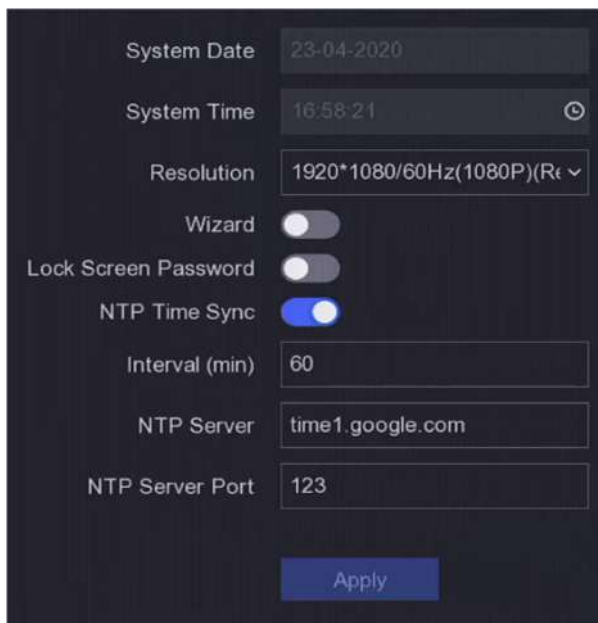 System Date 23-04-2020
System Time 16:58:21
Resolution 1920*1080/60Hz(1080P)(Re
Wizard
Lock Screen Password
NTP Time Sync
Interval (min) 60
NTP Server time1.google.com
NTP Server Port 123
Apply